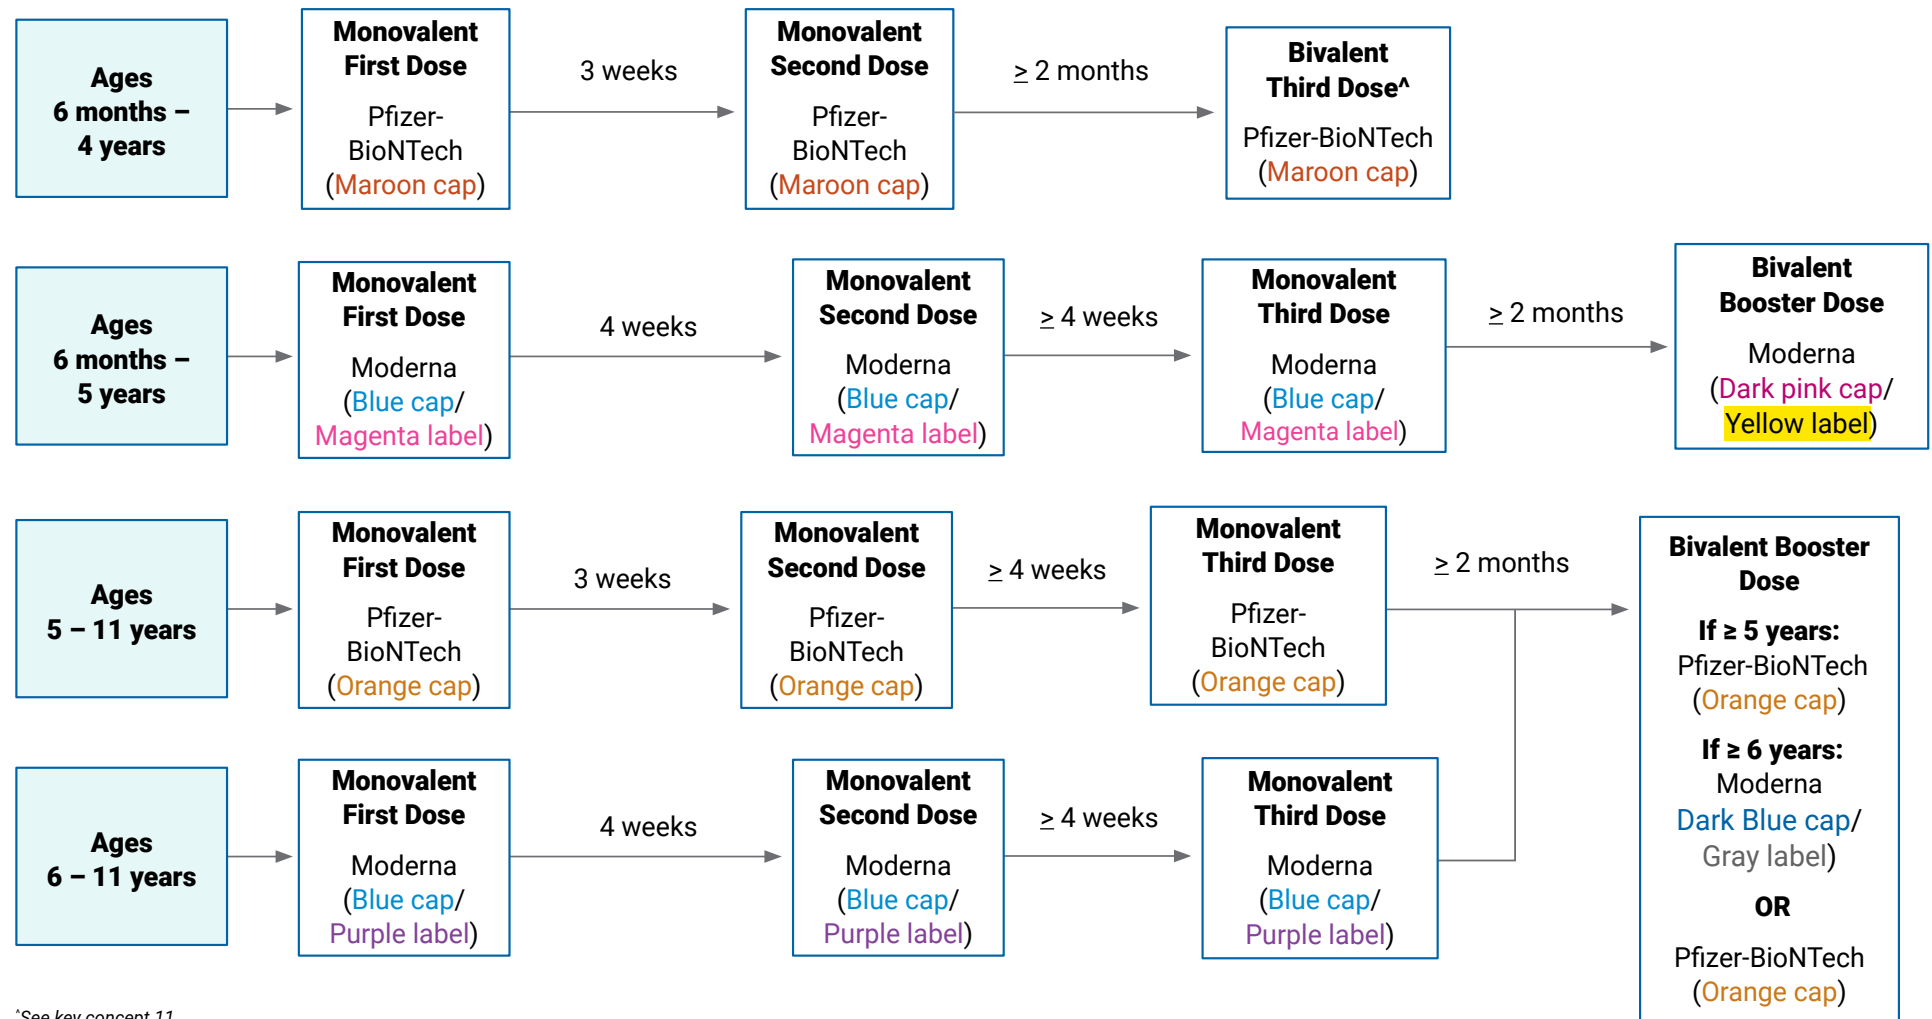 Ages
6 months –
4 years
Monovalent
First Dose
Pfizer-
BioNTech
(Maroon cap)
3 weeks
Monovalent
Second Dose
Pfizer-
BioNTech
(Maroon cap)
≥ 2 months
Bivalent
Third Dose^
Pfizer-BioNTech
(Maroon cap)
Ages
6 months –
5 years
Monovalent
First Dose
Moderna
(Blue cap/
Magenta label)
4 weeks
Monovalent
Second Dose
Moderna
(Blue cap/
Magenta label)
≥ 4 weeks
Monovalent
Third Dose
Moderna
(Blue cap/
Magenta label)
≥ 2 months
Bivalent
Booster Dose
Moderna
(Dark pink cap/
Yellow label)
Ages
5 – 11 years
Monovalent
First Dose
Pfizer-
BioNTech
(Orange cap)
3 weeks
Monovalent
Second Dose
Pfizer-
BioNTech
(Orange cap)
≥ 4 weeks
Monovalent
Third Dose
Pfizer-
BioNTech
(Orange cap)
≥ 2 months
Bivalent Booster
Dose
If ≥ 5 years:
Pfizer-BioNTech
(Orange cap)
If ≥ 6 years:
Moderna
Dark Blue cap/
Gray label)
OR
Pfizer-BioNTech
(Orange cap)
Ages
6 – 11 years
Monovalent
First Dose
Moderna
(Blue cap/
Purple label)
4 weeks
Monovalent
Second Dose
Moderna
(Blue cap/
Purple label)
≥ 4 weeks
Monovalent
Third Dose
Moderna
(Blue cap/
Purple label)
^See key concept 11